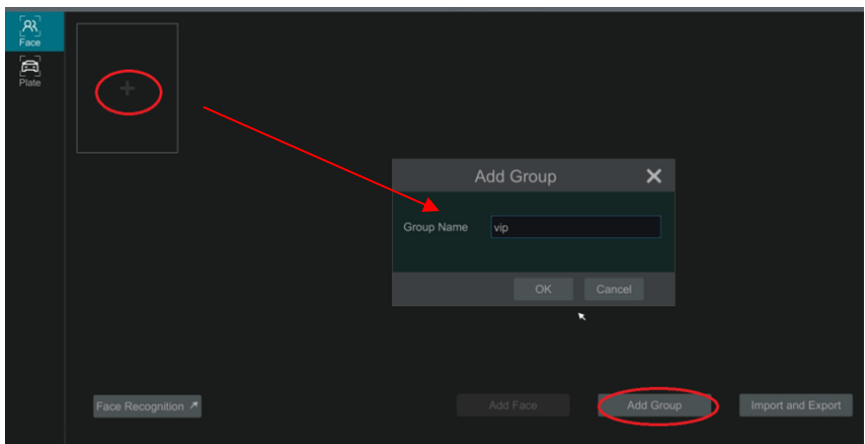 Face
Plate
Add Group
Group Name
vip
OK
Cancel
Face Recognition
Add Face
Add Group
Import and Export